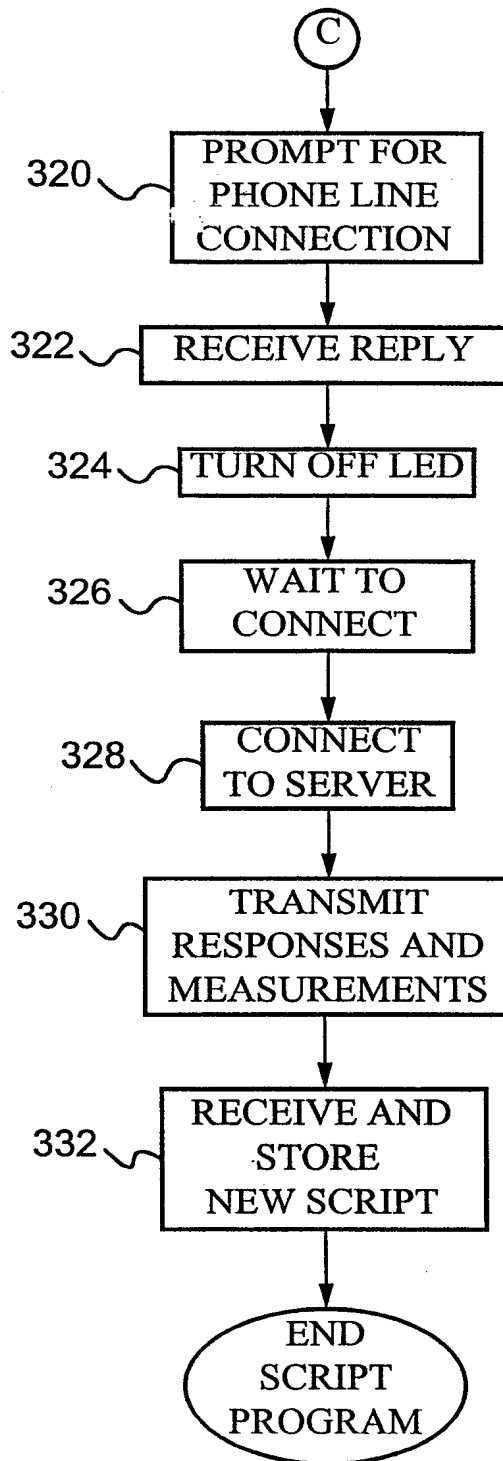 C
320
PROMPT FOR
PHONE LINE
CONNECTION
322
RECEIVE REPLY
324
TURN OFF LED
326
WAIT TO
CONNECT
328
CONNECT
TO SERVER
330
TRANSMIT
RESPONSES AND
MEASUREMENTS
332
RECEIVE AND
STORE
NEW SCRIPT
END
SCRIPT
PROGRAM